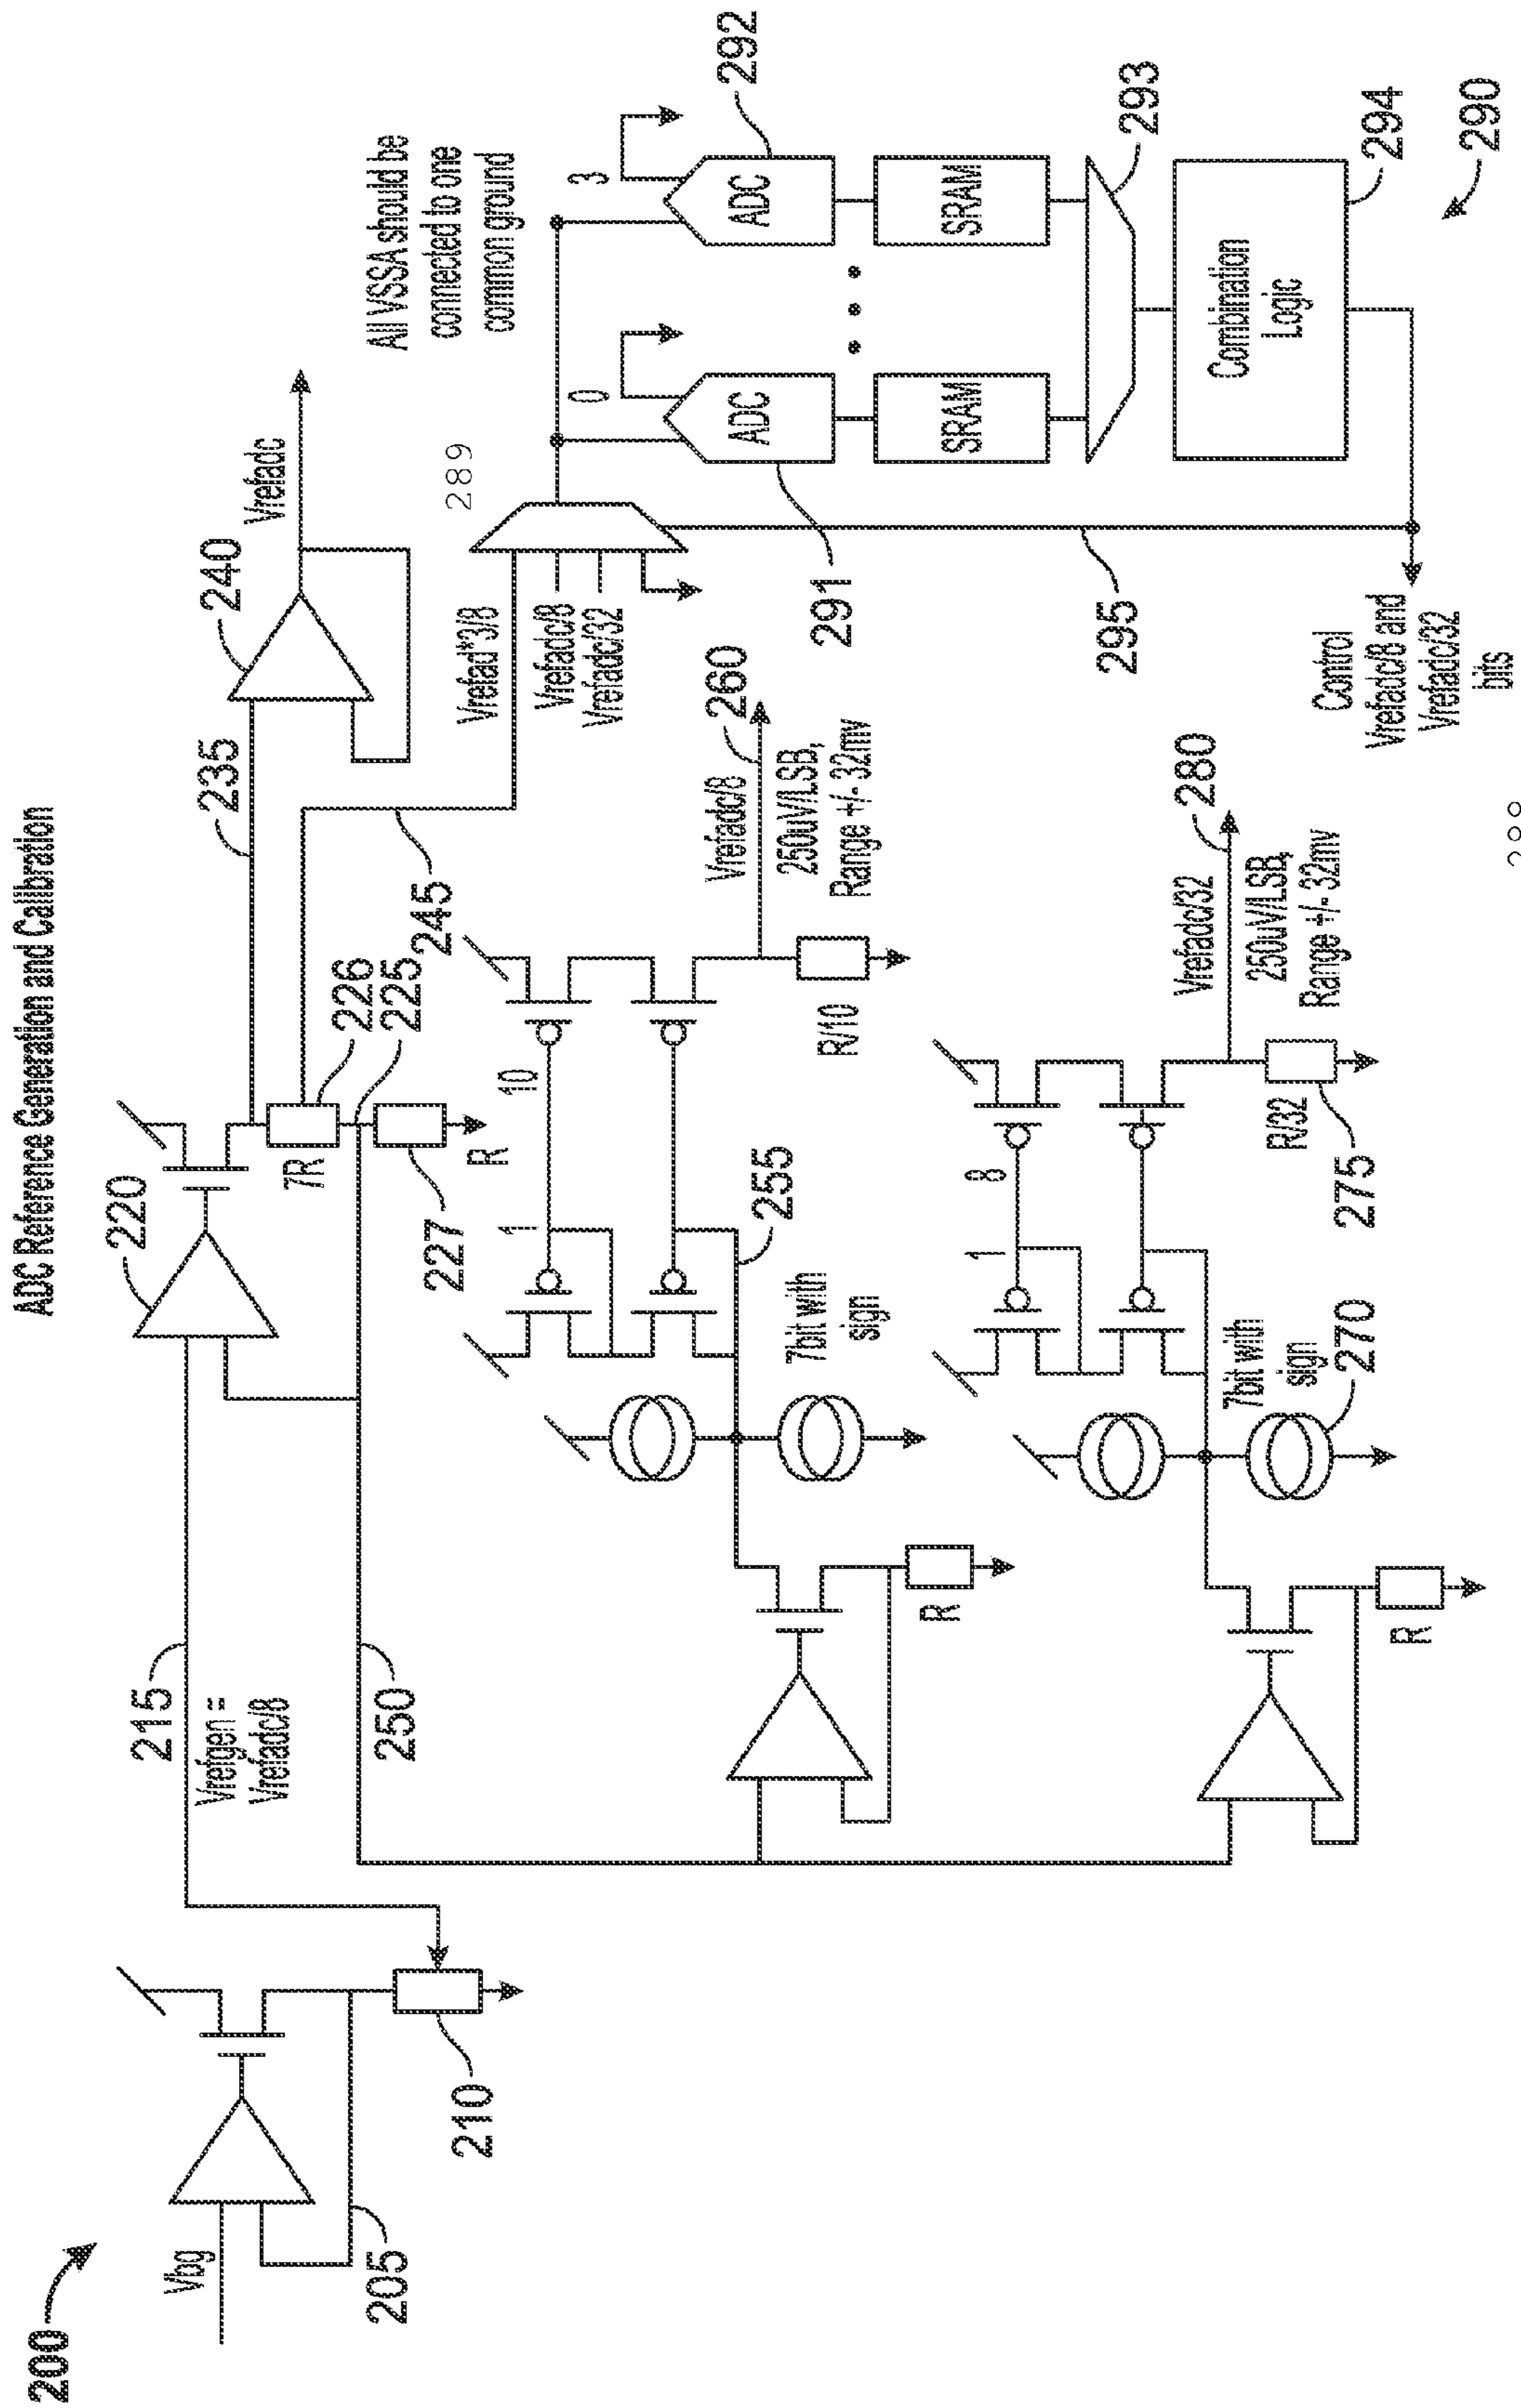 ADC Reference Generation and Calibration
200
Vbg
205
210
215
Vrefgen =
Vrefadc/8
250
220
7R
226
225
227
R
235
240
Vrefadc
245
All VSSA should be
connected to one
common ground
289
Vrefad*3/8
Vrefadc/8
Vrefadc/32
0
3
ADC
ADC
291
292
SRAM
SRAM
293
Combination
Logic
294
290
295
Control
Vrefadc/8 and
Vrefadc/32
bits
R
7bit with
sign
1
10
255
R/10
Vrefadc/8
260
250uV/LSB,
Range +/- 32mv
R
7bit with
sign
270
1
8
R/32
275
Vrefadc/32
280
250uV/LSB,
Range +/- 32mv